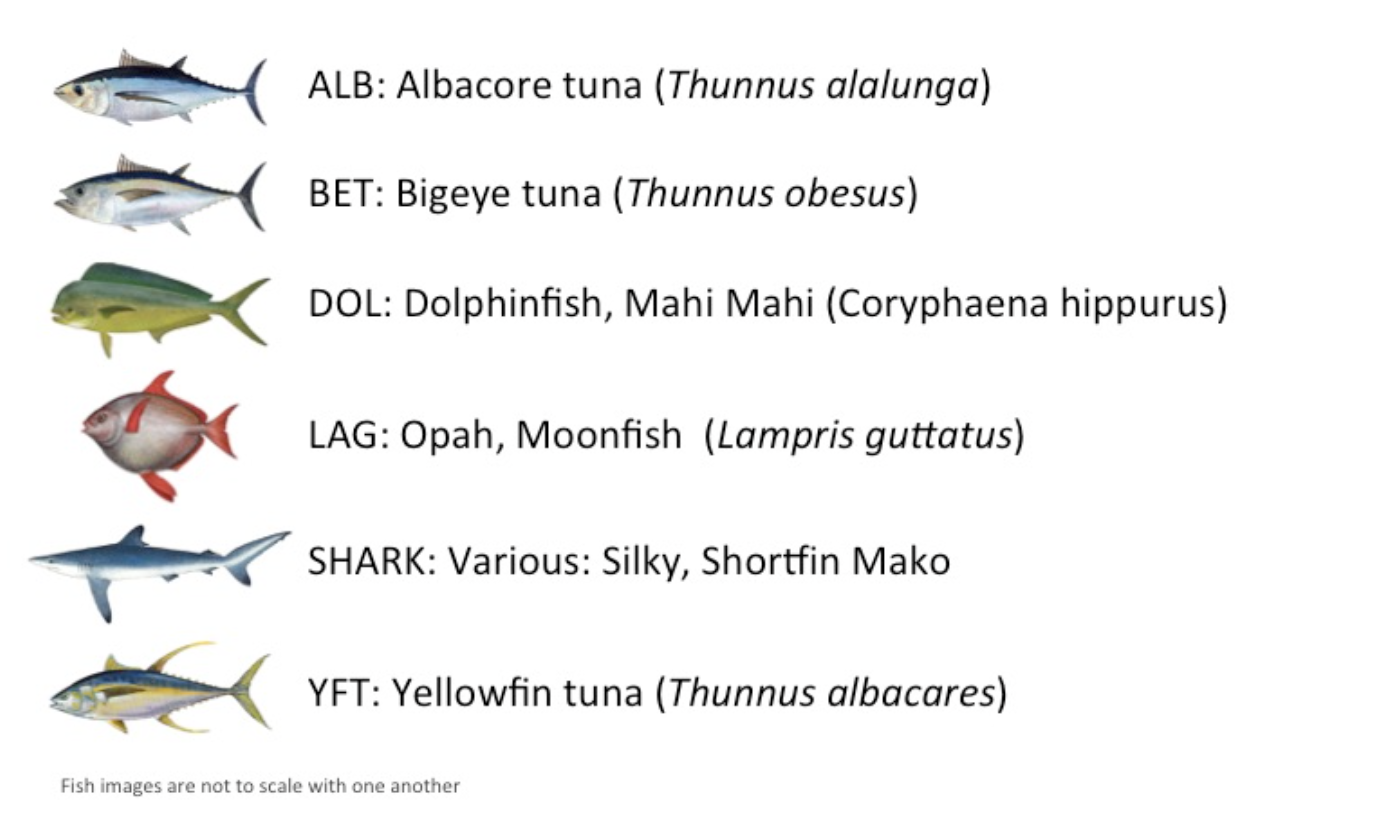 ALB: Albacore tuna (Thunnus alalunga)
BET: Bigeye tuna (Thunnus obesus)
DOL: Dolphinfish, Mahi Mahi (Coryphaena hippurus)
LAG: Opah, Moonfish  (Lampris guttatus)
SHARK: Various: Silky, Shortfin Mako
YFT: Yellowfin tuna (Thunnus albacares)
Fish images are not to scale with one another